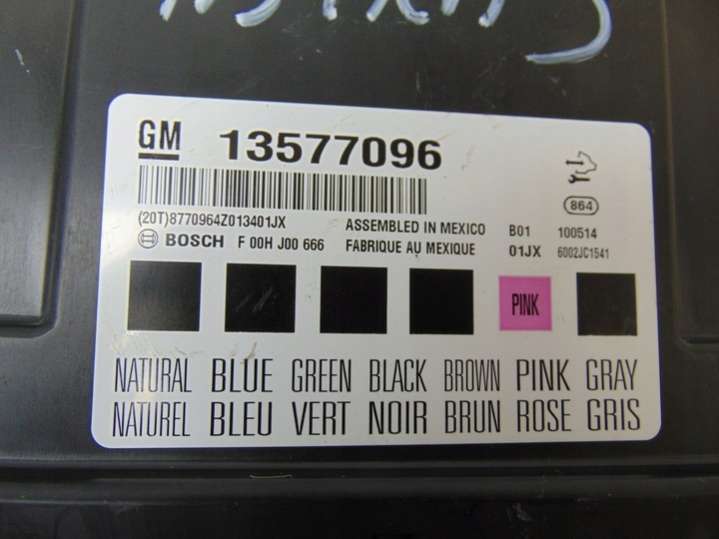 GM 13577096
864
(20T)8770964Z013401JX ASSEMBLED IN MEXICO B01 100514
BOSCH F 00H J00 666 FABRIQUE AU MEXIQUE 01JX 6002JC1541
PINK
NATURAL BLUE GREEN BLACK BROWN PINK GRAY
NATUREL BLEU VERT NOIR BRUN ROSE GRIS